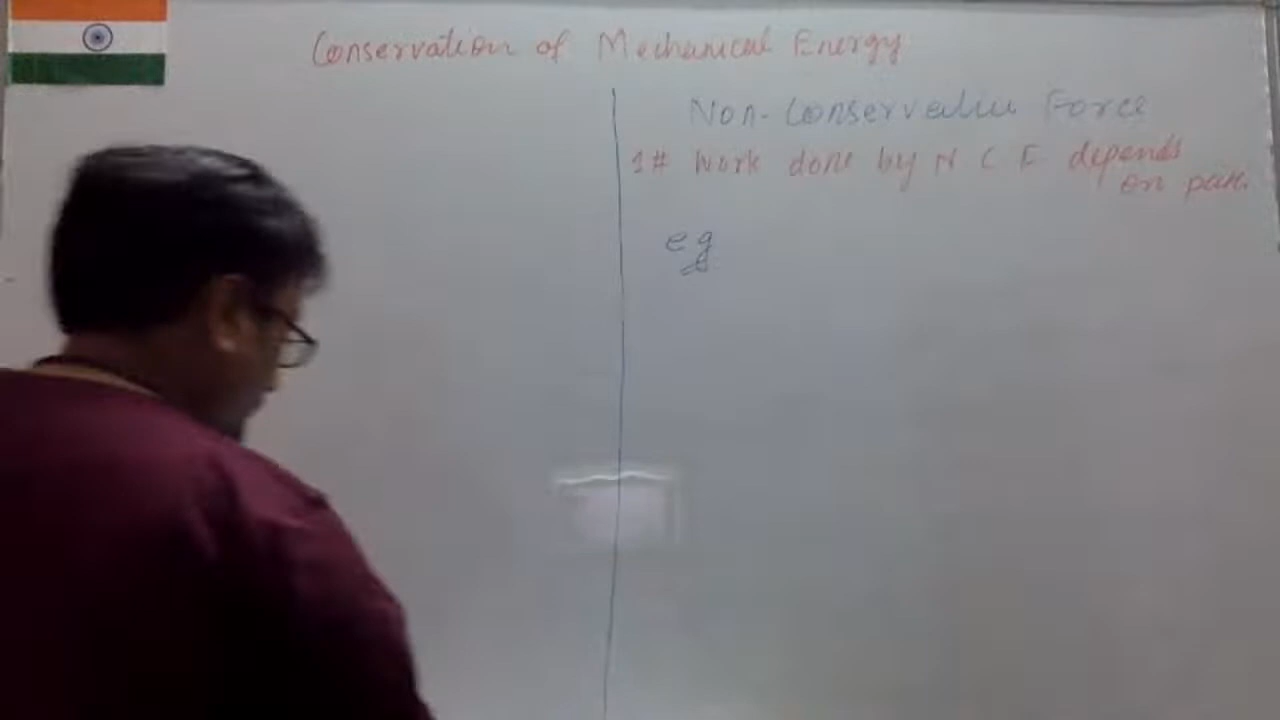 Conservation of Mechanical Energy
Non-Conservative Force
1# Work done by N C F depends
on path
eg